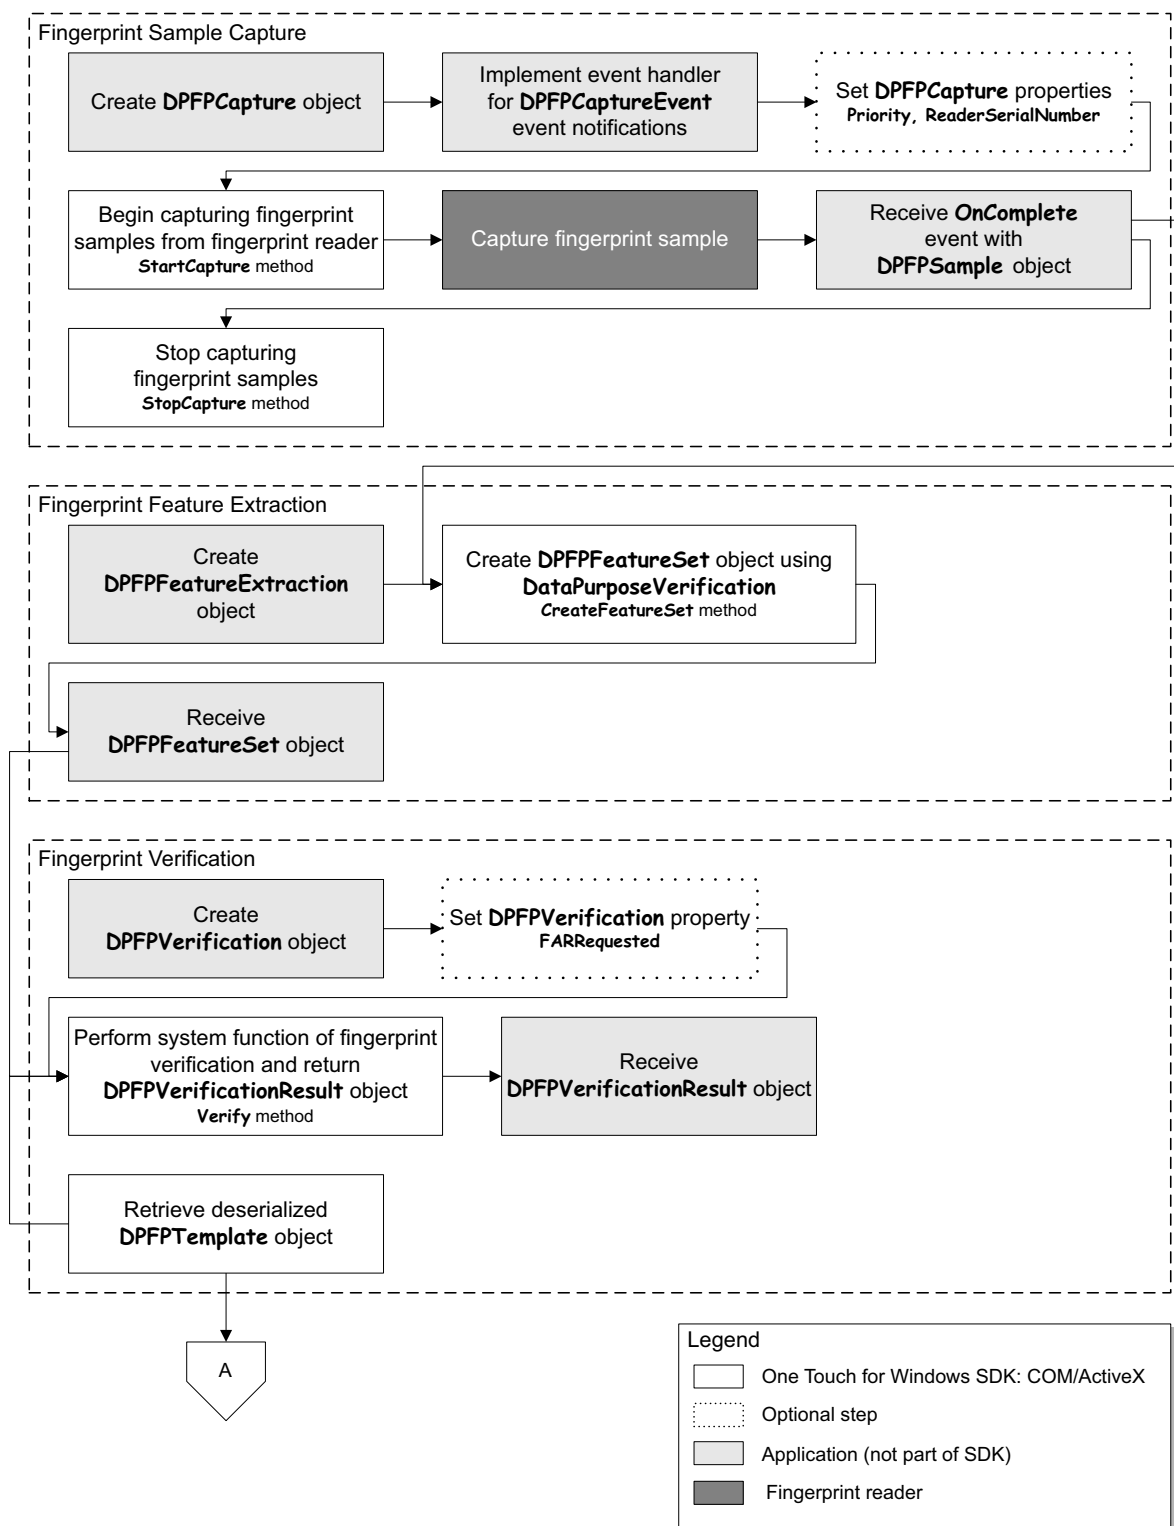 Fingerprint Sample Capture
Create DPFPCapture object
Implement event handler
for DPFPCaptureEvent
event notifications
Set DPFPCapture properties
Priority, ReaderSerialNumber
Begin capturing fingerprint
samples from fingerprint reader
StartCapture method
Capture fingerprint sample
Receive OnComplete
event with
DPFPSample object
Stop capturing
fingerprint samples
StopCapture method
Fingerprint Feature Extraction
Create
DPFPFeatureExtraction
object
Create DPFPFeatureSet object using
DataPurposeVerification
CreateFeatureSet method
Receive
DPFPFeatureSet object
Fingerprint Verification
Create
DPFPVerification object
Set DPFPVerification property
FARRequested
Perform system function of fingerprint
verification and return
DPFPVerificationResult object
Verify method
Receive
DPFPVerificationResult object
Retrieve deserialized
DPFPTemplate object
A
Legend
One Touch for Windows SDK: COM/ActiveX
Optional step
Application (not part of SDK)
Fingerprint reader